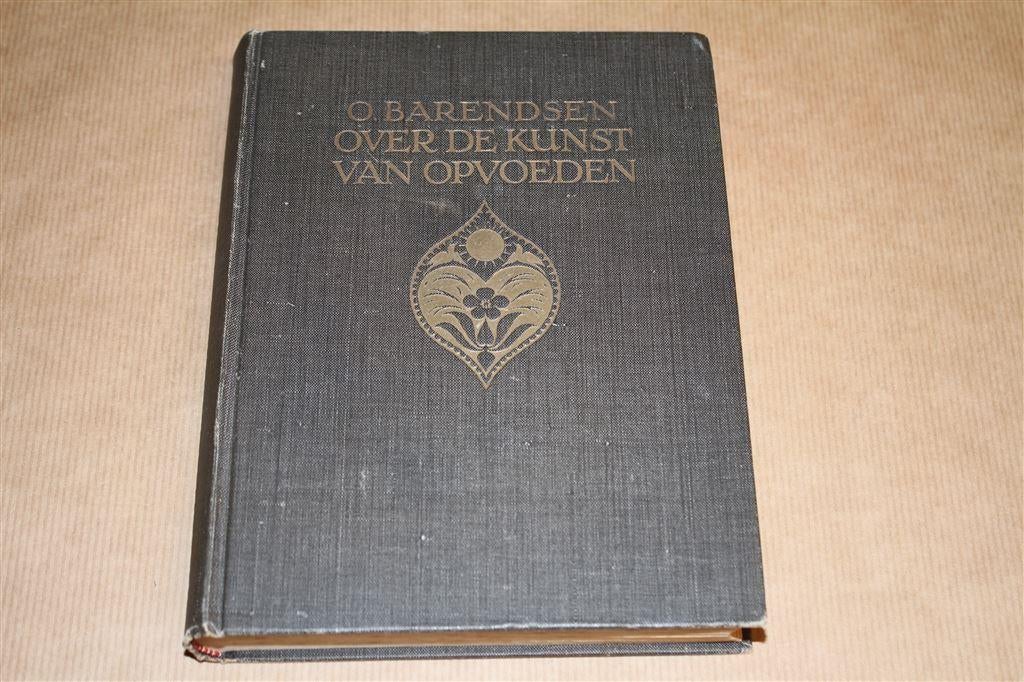 O. BARENDSEN
OVER DE KUNST
VAN OPVOEDEN